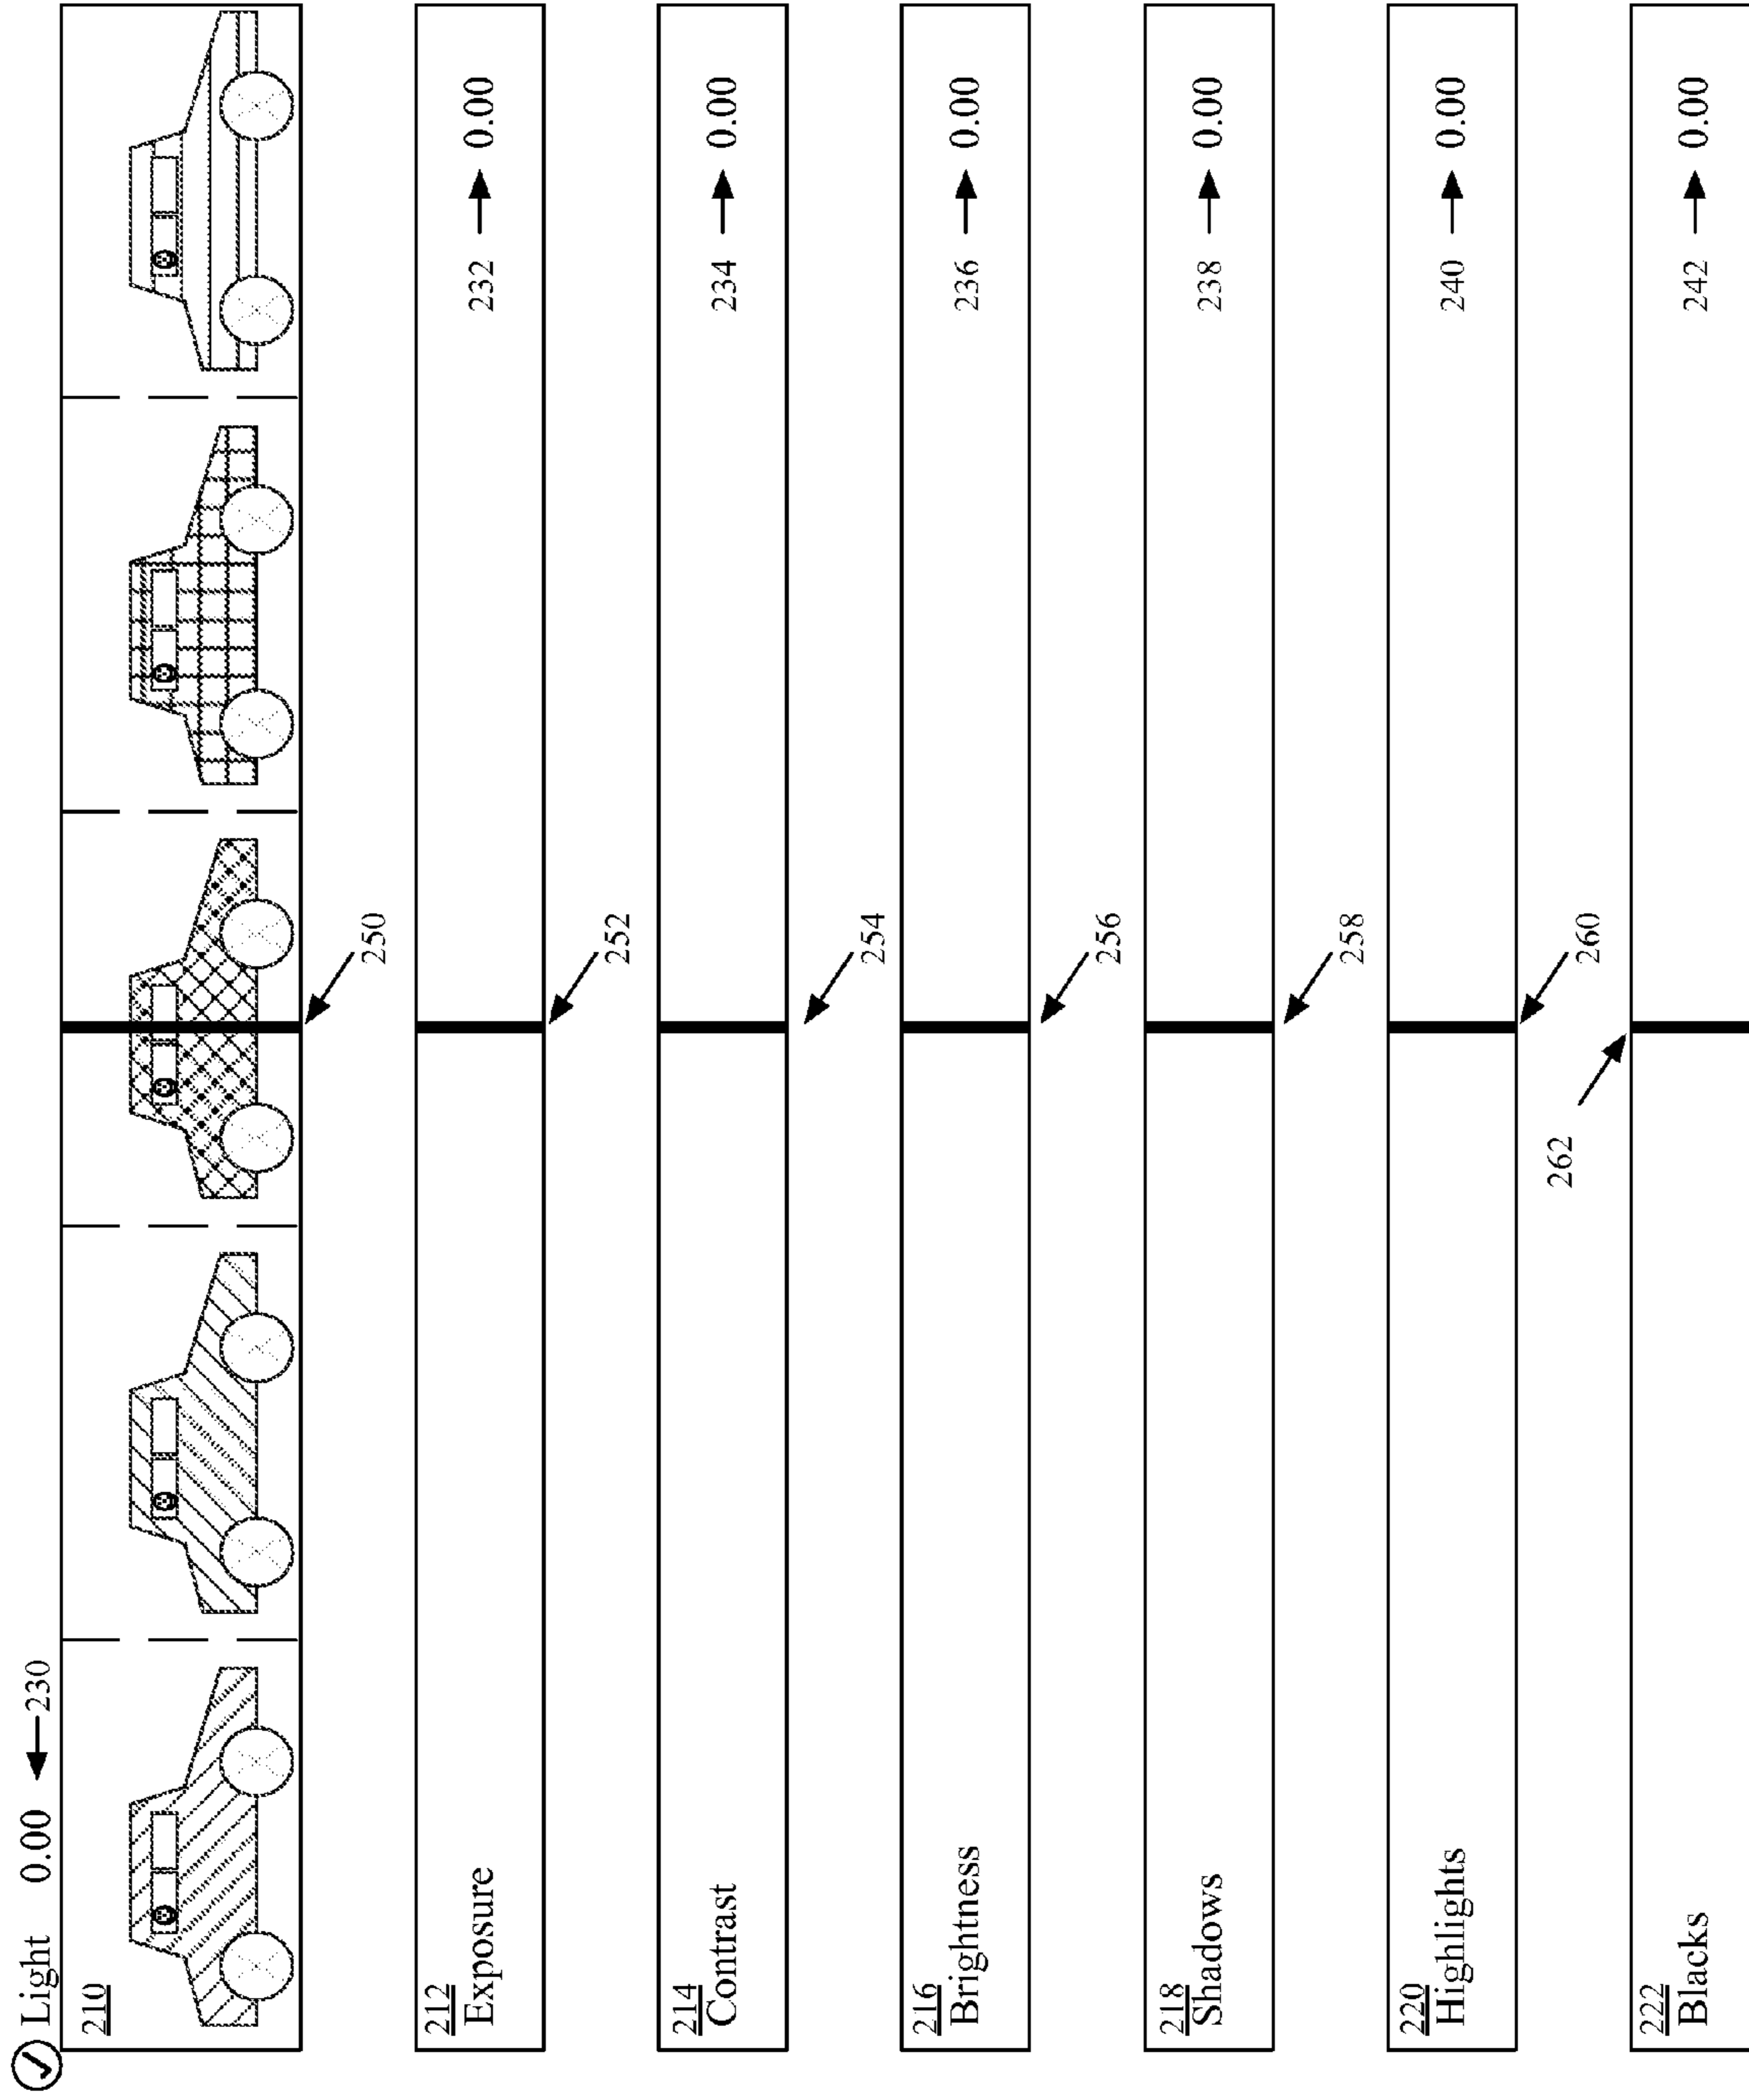 Light 0.00 230
210
250
212
Exposure 232 0.00
252
214
Contrast 234 0.00
254
216
Brightness 236 0.00
256
218
Shadows 238 0.00
258
220
Highlights 240 0.00
260
262
222
Blacks 242 0.00